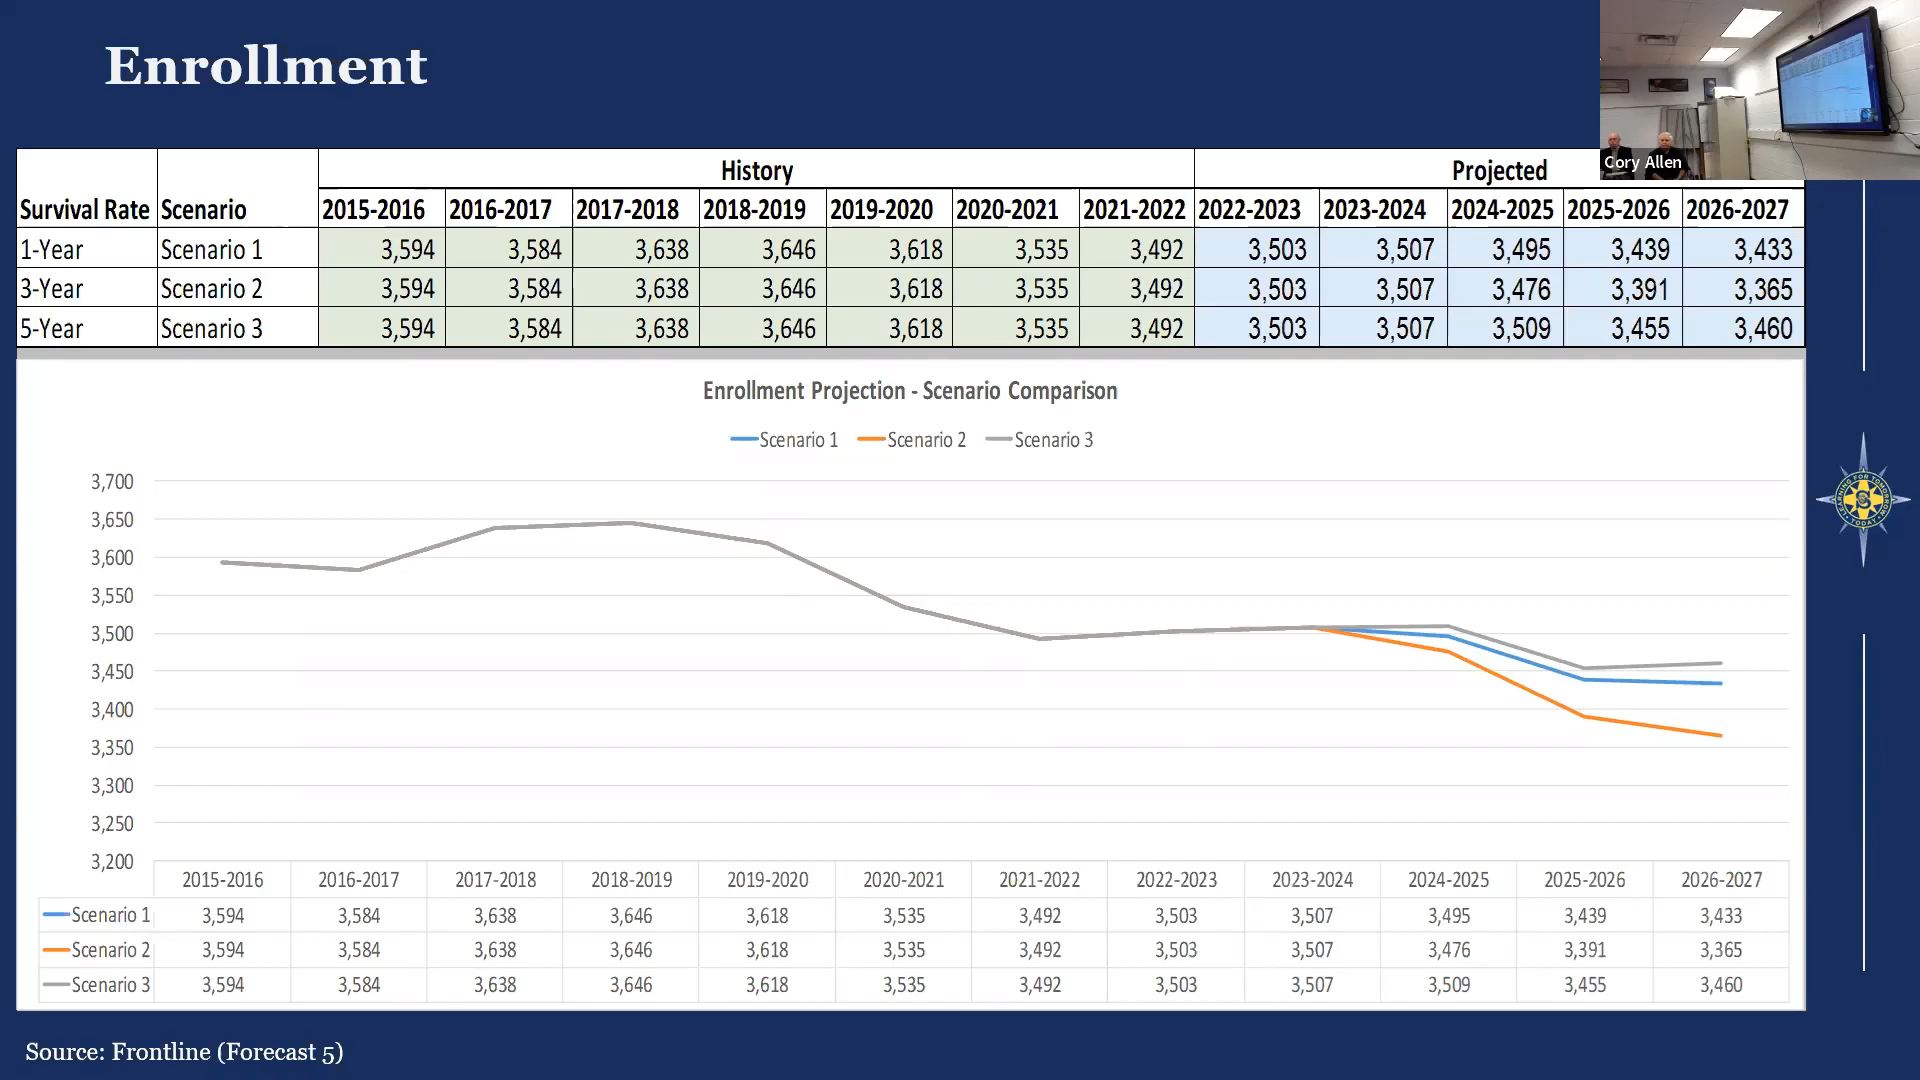 Enrollment
Cory Allen
History Projected
Survival Rate Scenario 2015-2016 2016-2017 2017-2018 2018-2019 2019-2020 2020-2021 2021-2022 2022-2023 2023-2024 2024-2025 2025-2026 2026-2027
1-Year Scenario 1 3,594 3,584 3,638 3,646 3,618 3,535 3,492 3,503 3,507 3,495 3,439 3,433
3-Year Scenario 2 3,594 3,584 3,638 3,646 3,618 3,535 3,492 3,503 3,507 3,476 3,391 3,365
5-Year Scenario 3 3,594 3,584 3,638 3,646 3,618 3,535 3,492 3,503 3,507 3,509 3,455 3,460
Enrollment Projection - Scenario Comparison
Scenario 1 Scenario 2 Scenario 3
3,700
3,650
3,600
3,550
3,500
3,450
3,400
3,350
3,300
3,250
3,200
2015-2016 2016-2017 2017-2018 2018-2019 2019-2020 2020-2021 2021-2022 2022-2023 2023-2024 2024-2025 2025-2026 2026-2027
Scenario 1 3,594 3,584 3,638 3,646 3,618 3,535 3,492 3,503 3,507 3,495 3,439 3,433
Scenario 2 3,594 3,584 3,638 3,646 3,618 3,535 3,492 3,503 3,507 3,476 3,391 3,365
Scenario 3 3,594 3,584 3,638 3,646 3,618 3,535 3,492 3,503 3,507 3,509 3,455 3,460
LEARNING FOR TOMORROW
TODAY
Source: Frontline (Forecast 5)